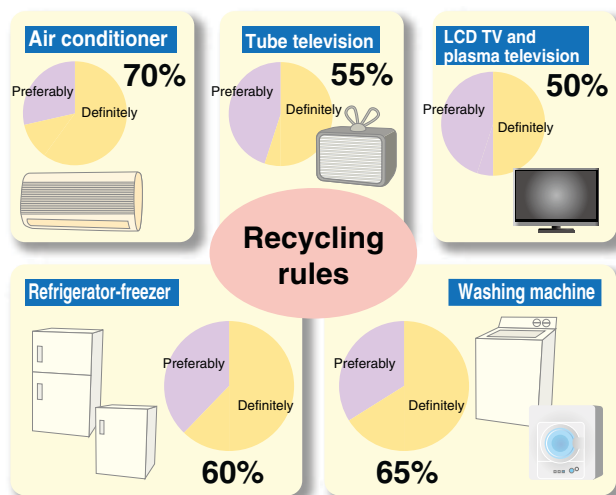 Air conditioner
70%
Preferably
Definitely
Tube television
55%
Preferably
Definitely
LCD TV and
plasma television
50%
Preferably
Definitely
Recycling
rules
Refrigerator-freezer
Preferably
Definitely
60%
Washing machine
Preferably
Definitely
65%